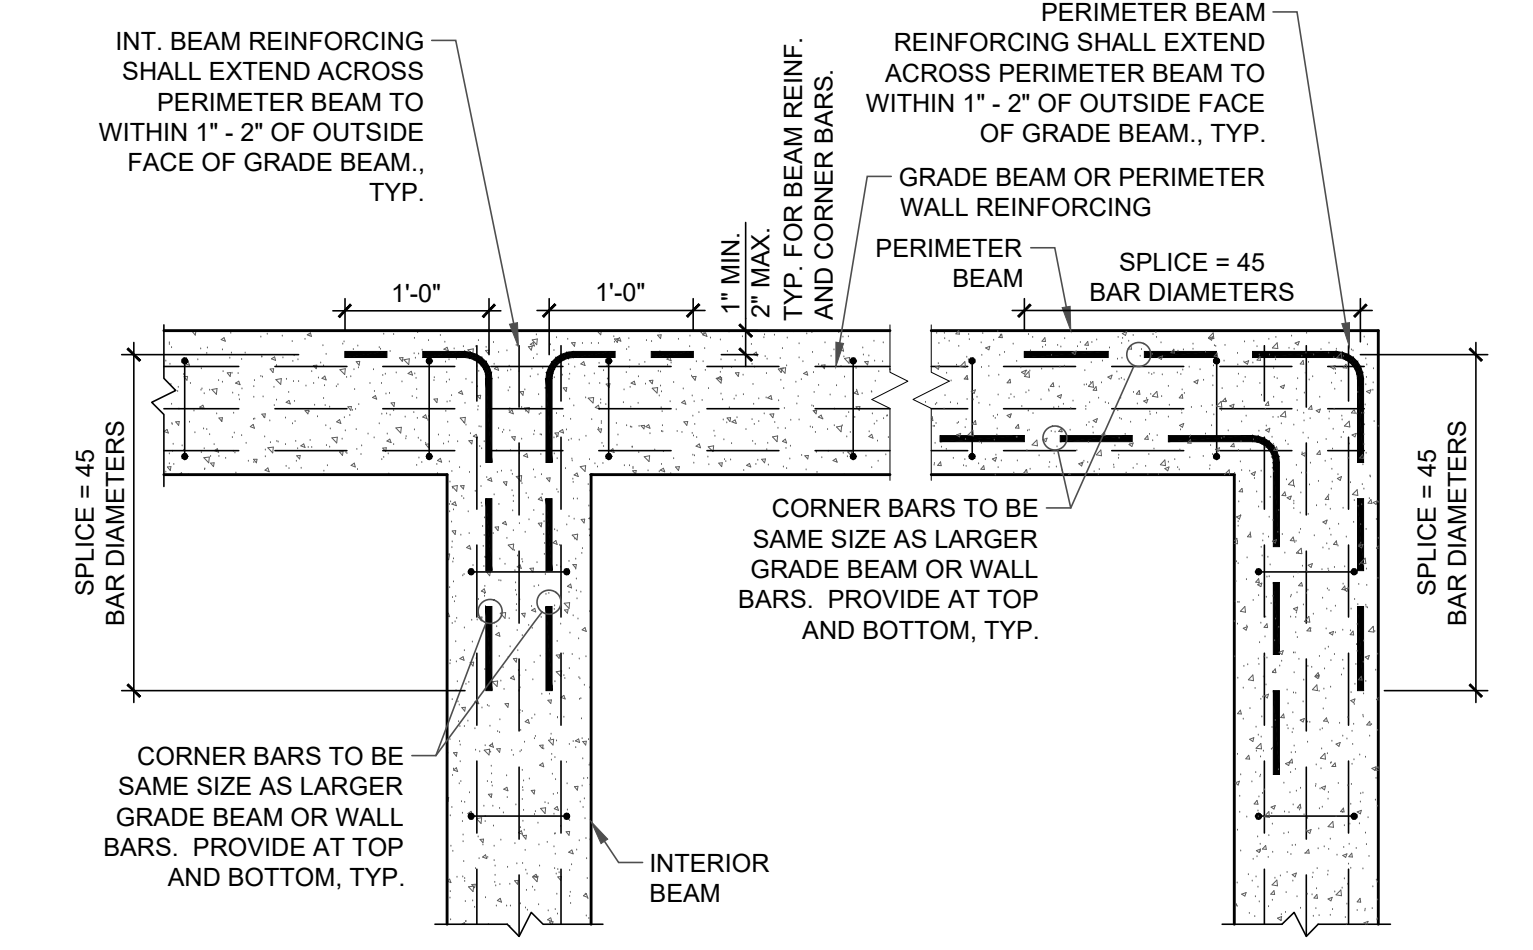 INT. BEAM REINFORCING
SHALL EXTEND ACROSS
PERIMETER BEAM TO
WITHIN 1" - 2" OF OUTSIDE
FACE OF GRADE BEAM.,
TYP.
1'-0"
1'-0"
1" MIN.
2" MAX.
TYP. FOR BEAM REINF.
AND CORNER BARS.
PERIMETER BEAM
REINFORCING SHALL EXTEND
ACROSS PERIMETER BEAM TO
WITHIN 1" - 2" OF OUTSIDE FACE
OF GRADE BEAM., TYP.
GRADE BEAM OR PERIMETER
WALL REINFORCING
PERIMETER
BEAM
SPLICE = 45
BAR DIAMETERS
SPLICE = 45
BAR DIAMETERS
CORNER BARS TO BE
SAME SIZE AS LARGER
GRADE BEAM OR WALL
BARS.  PROVIDE AT TOP
AND BOTTOM, TYP.
SPLICE = 45
BAR DIAMETERS
CORNER BARS TO BE
SAME SIZE AS LARGER
GRADE BEAM OR WALL
BARS.  PROVIDE AT TOP
AND BOTTOM, TYP.
INTERIOR
BEAM